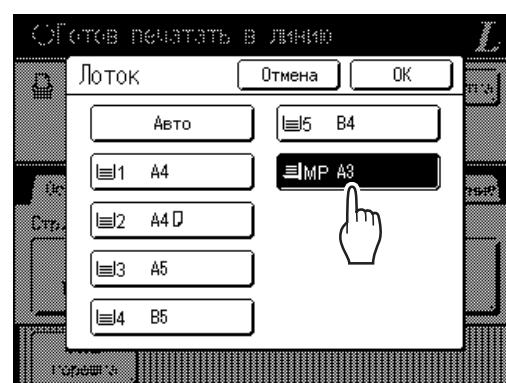 Готов печатать в линию L
Лоток Отмена OK
Авто
1 A4
2 A4
3 A5
4 B5
5 B4
MP A3